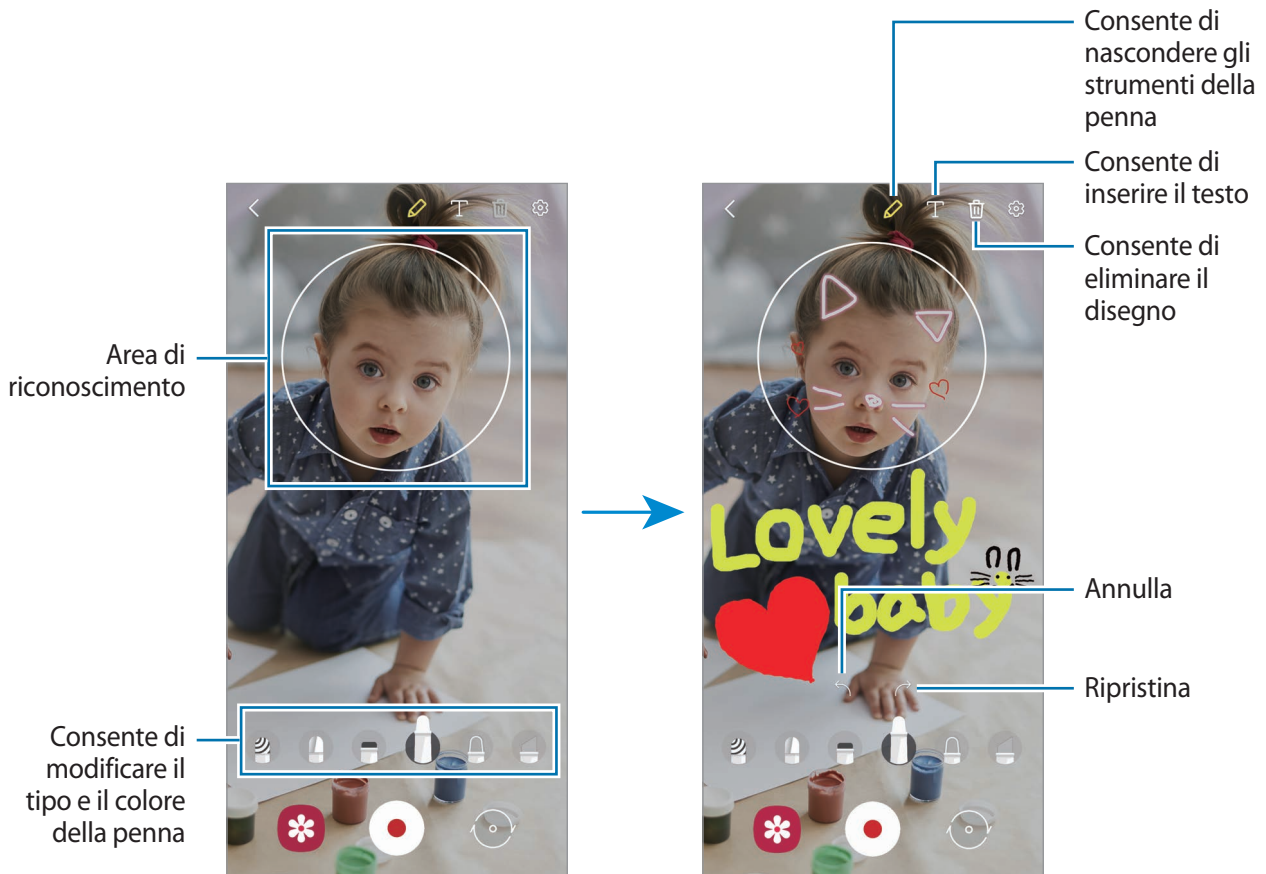 Consente di
nascondere gli
strumenti della
penna
Consente di
inserire il testo
Consente di
eliminare il
disegno
Area di
riconoscimento
Lovely
baby
Annulla
Ripristina
Consente di
modificare il
tipo e il colore
della penna